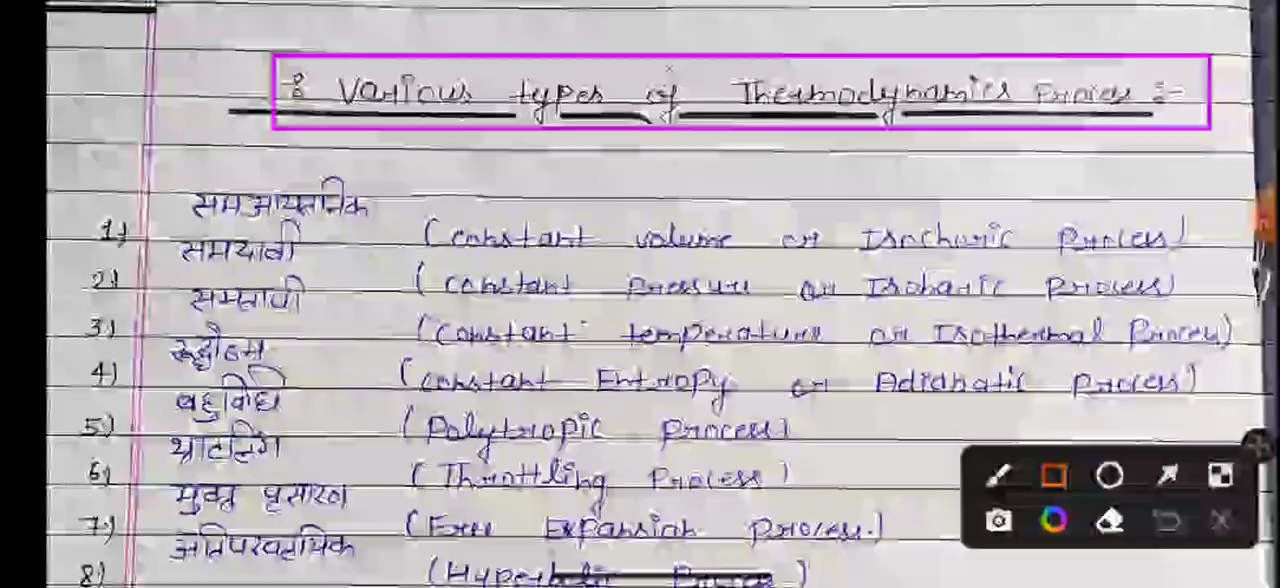 :- Various types of Thermodynamics Process :-
समआयतनिक
1) (Constant volume or Isochoric Process)
समदाबी
2) (Constant Pressure or Isobaric Process)
समतापी
3) (Constant temperature or Isothermal Process)
रूद्धोष्म
4) (Constant Entropy or Adiabatic Process)
बहुविधि
5) (Polytropic Process)
थ्राटलिंग
6) (Throttling Process)
मुक्त प्रसारण
7) (Free Expansion Process.)
अतिपरवलयिक
8) (Hyperbolic Process)